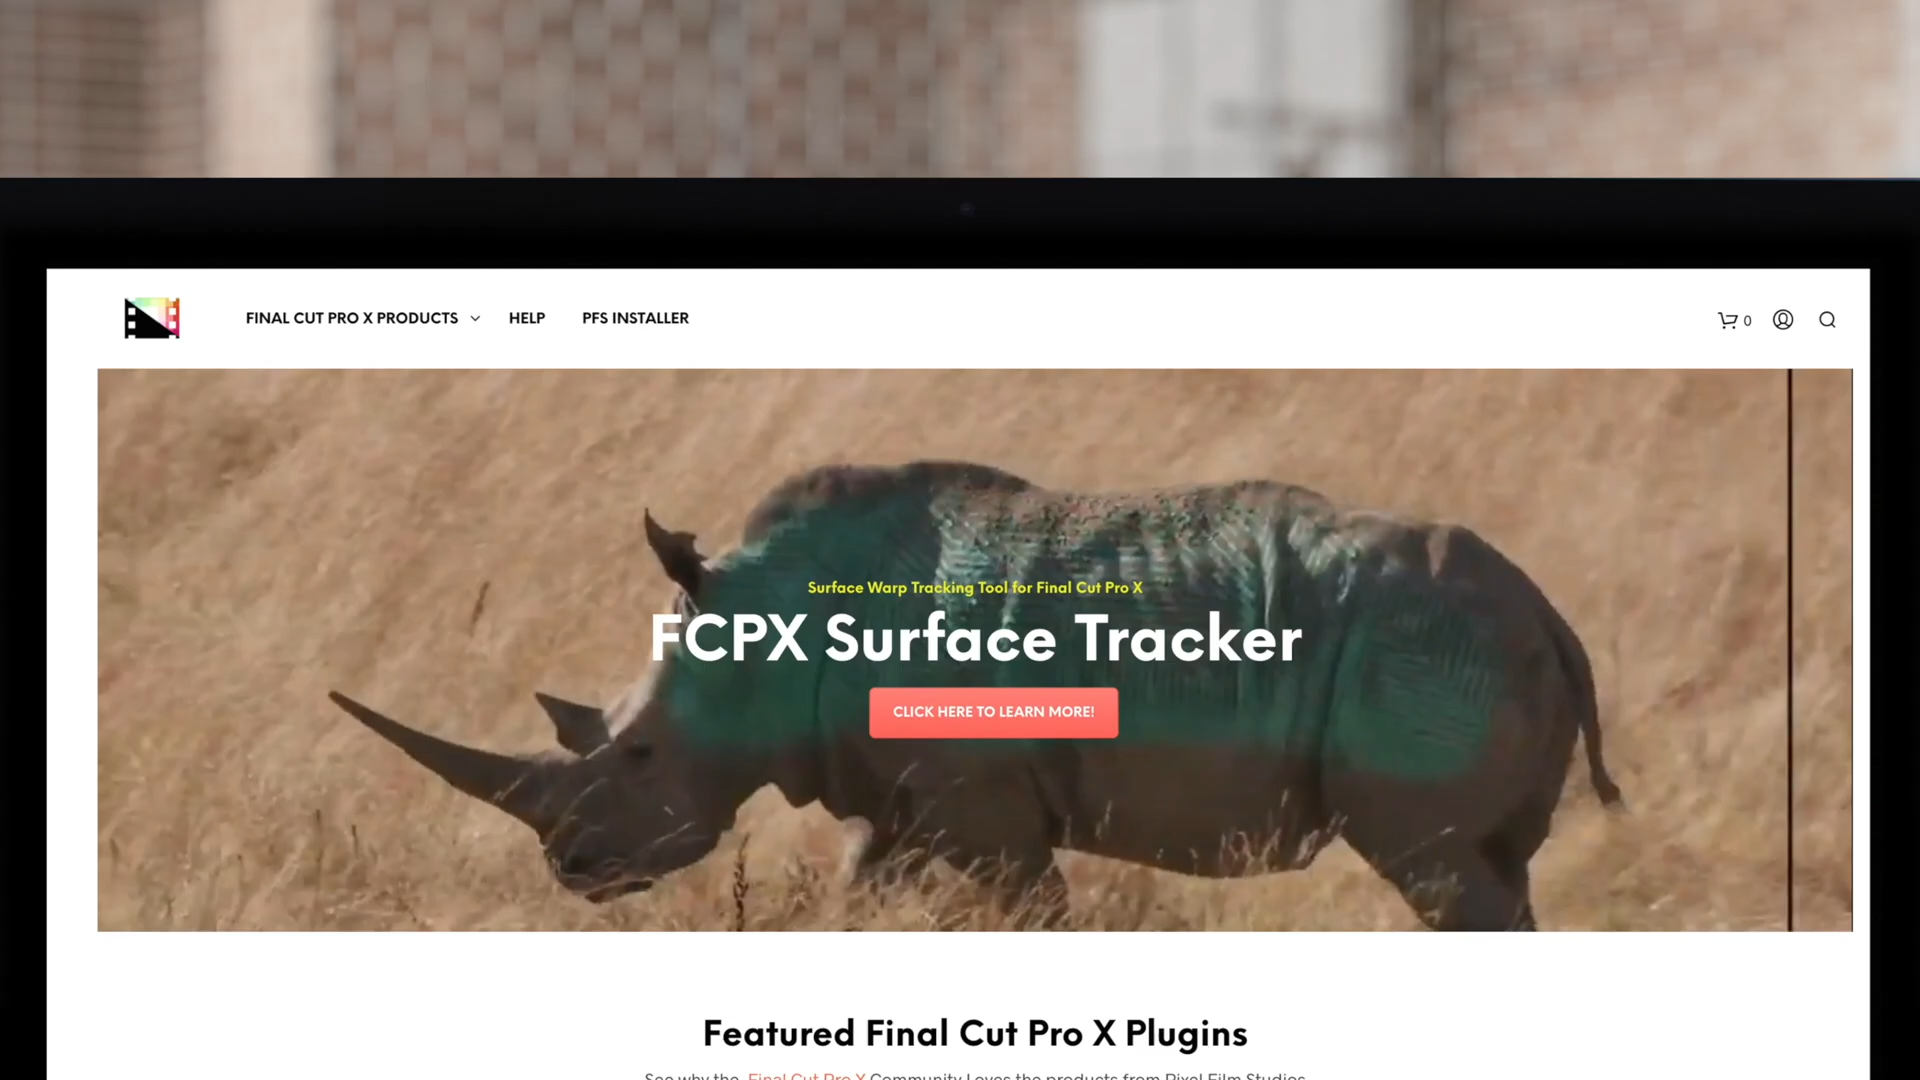 FINAL CUT PRO X PRODUCTS
HELP
PFS INSTALLER
0
Surface Warp Tracking Tool for Final Cut Pro X
FCPX Surface Tracker
CLICK HERE TO LEARN MORE!
Featured Final Cut Pro X Plugins
See why the Final Cut Pro X Community Loves the products from Pixel Film Studios